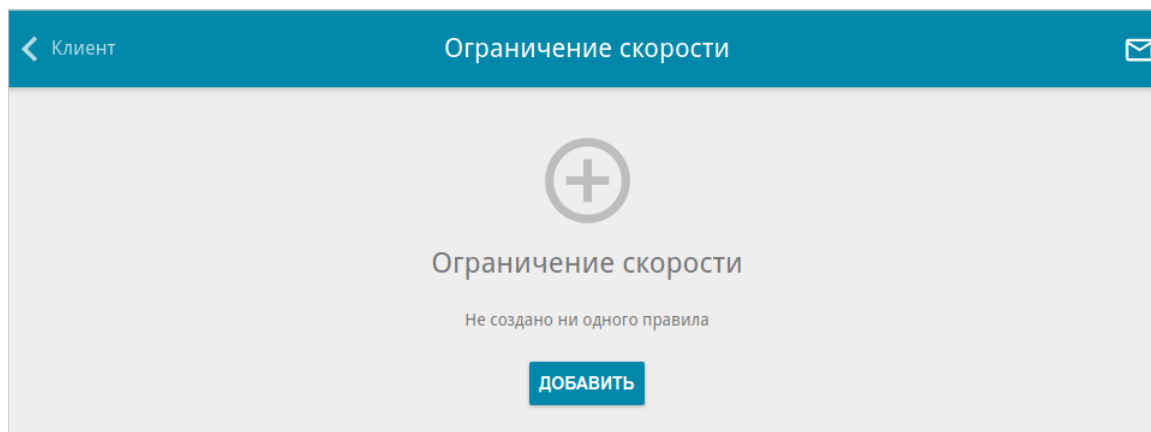 Клиент
Ограничение скорости
Ограничение скорости
Не создано ни одного правила
ДОБАВИТЬ